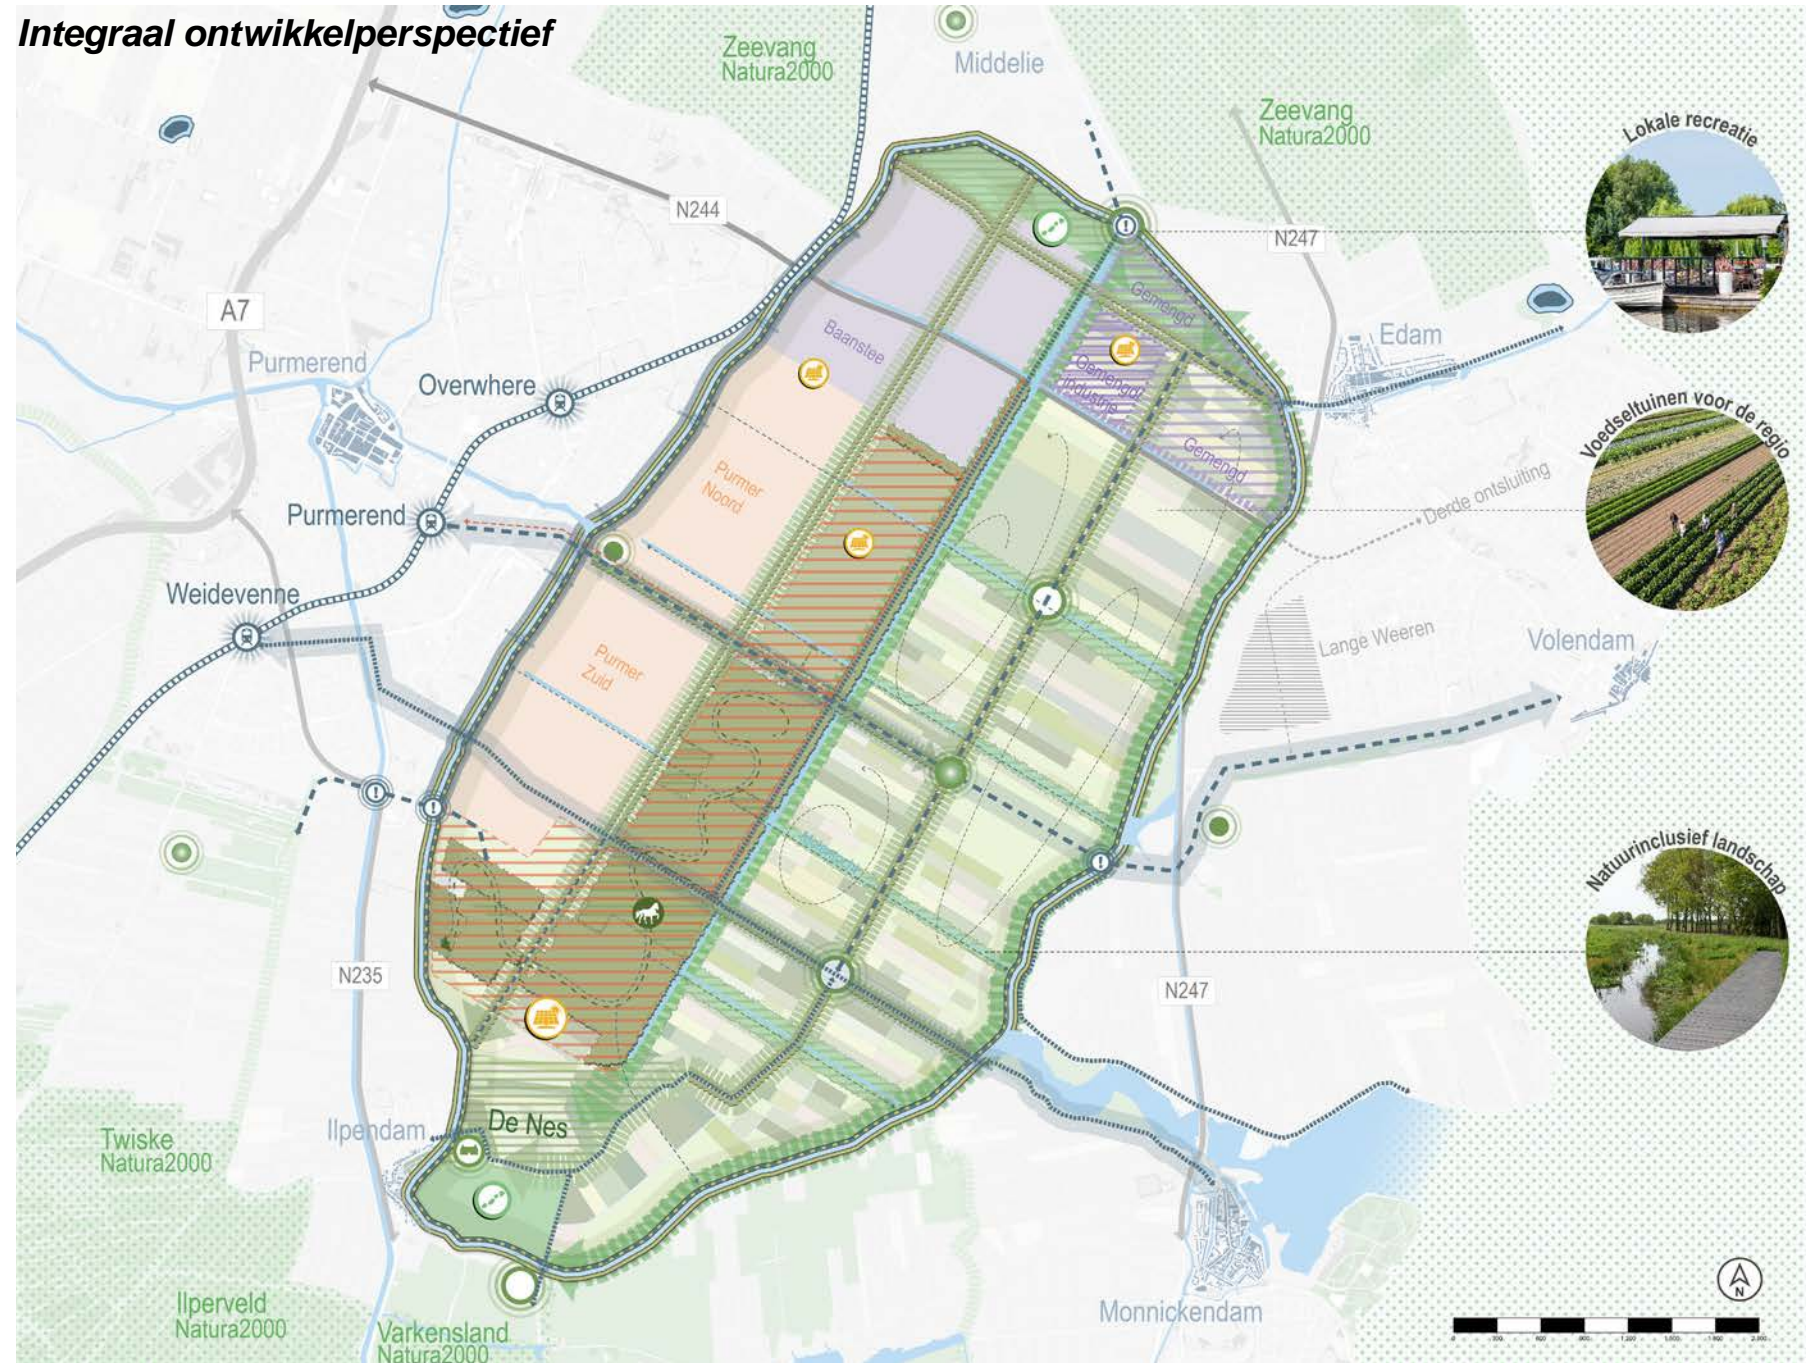 Integraal ontwikkelperspectief
Zeevang
Natura2000
Middelie
Zeevang
Natura2000
Lokale recreatie
N244
N247
A7
Gemengd
Purmerend
Baanstee
Edam
Overwhere
Gemengd/
Industrie
Voedseltuinen voor de regio
Gemengd
Purmer
Noord
Derde ontsluiting
Purmerend
Weidevenne
Lange Weeren
Volendam
Purmer
Zuid
Natuurinclusief landschap
N235
N247
De Nes
Ilpendam
Twiske
Natura2000
N
Ilperveld
Natura2000
Monnickendam
Varkensland
Natura2000